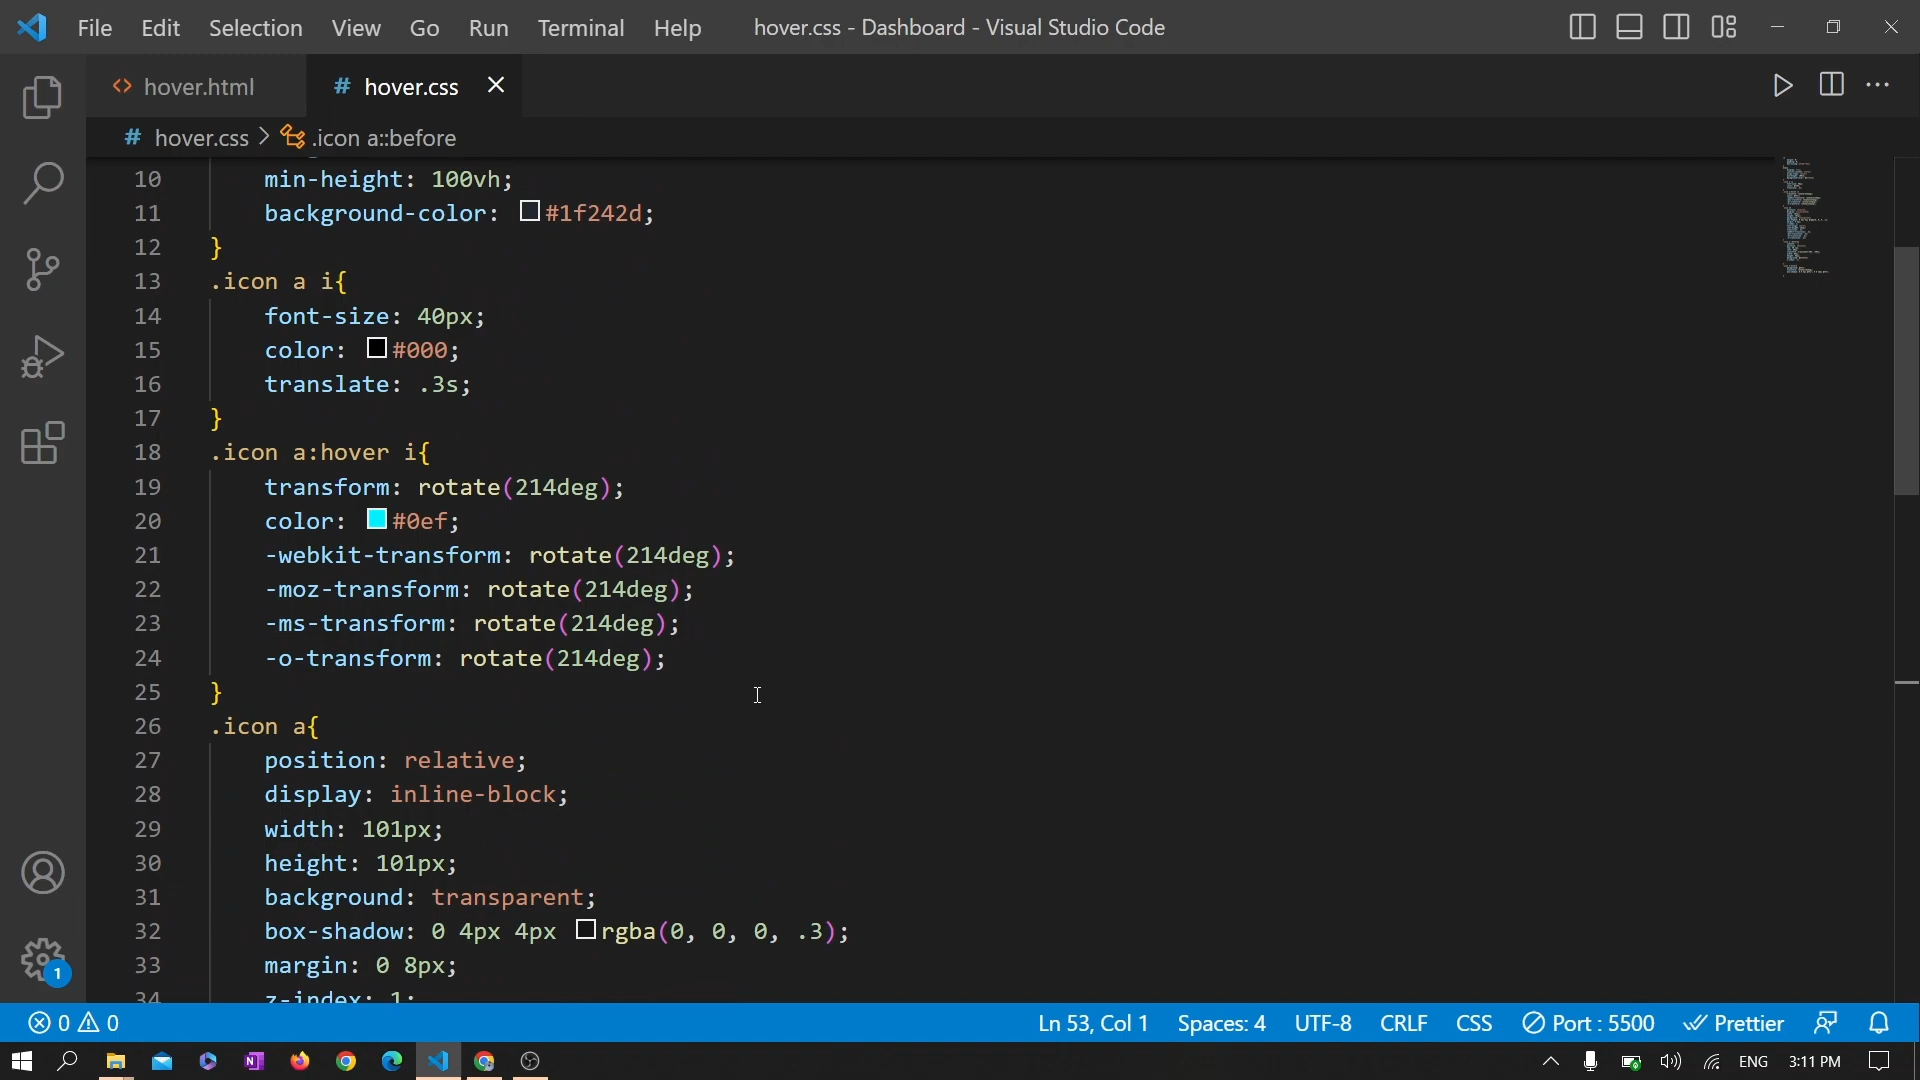 File Edit Selection View Go Run Terminal Help hover.css - Dashboard - Visual Studio Code
<> hover.html # hover.css
# hover.css > .icon a::before
10 min-height: 100vh;
11 background-color: #1f242d;
12 }
13 .icon a i{
14 font-size: 40px;
15 color: #000;
16 translate: .3s;
17 }
18 .icon a:hover i{
19 transform: rotate(214deg);
20 color: #0ef;
21 -webkit-transform: rotate(214deg);
22 -moz-transform: rotate(214deg);
23 -ms-transform: rotate(214deg);
24 -o-transform: rotate(214deg);
25 }
26 .icon a{
27 position: relative;
28 display: inline-block;
29 width: 101px;
30 height: 101px;
31 background: transparent;
32 box-shadow: 0 4px 4px rgba(0, 0, 0, .3);
33 margin: 0 8px;
34 z-index: 1;
1
0 0 Ln 53, Col 1 Spaces: 4 UTF-8 CRLF CSS Port : 5500 Prettier
ENG 3:11 PM